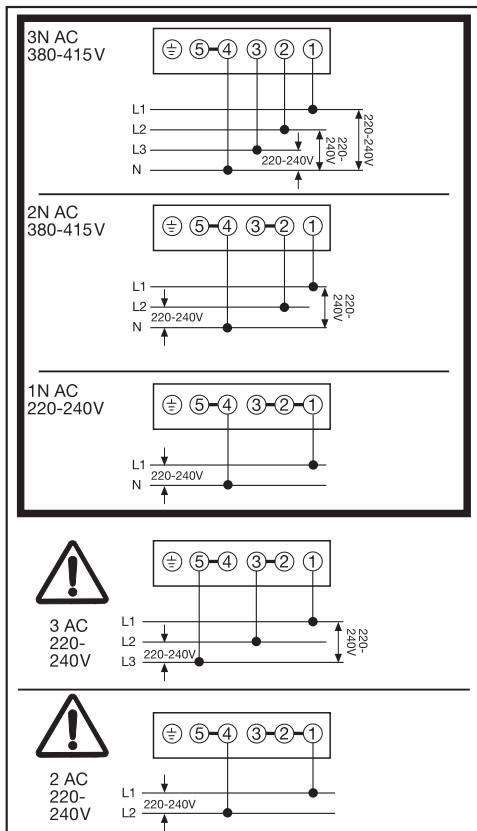 3N AC
380-415V
⏚ 5 4 3 2 1
L1
L2
L3
N
220-240V
220-
240V
220-240V
2N AC
380-415V
⏚ 5 4 3 2 1
L1
L2
N
220-240V
220-
240V
1N AC
220-240V
⏚ 5 4 3 2 1
L1
N
220-240V
3 AC
220-
240V
⏚ 5 4 3 2 1
L1
L2
L3
220-240V
220-
240V
2 AC
220-
240V
⏚ 5 4 3 2 1
L1
L2
220-240V